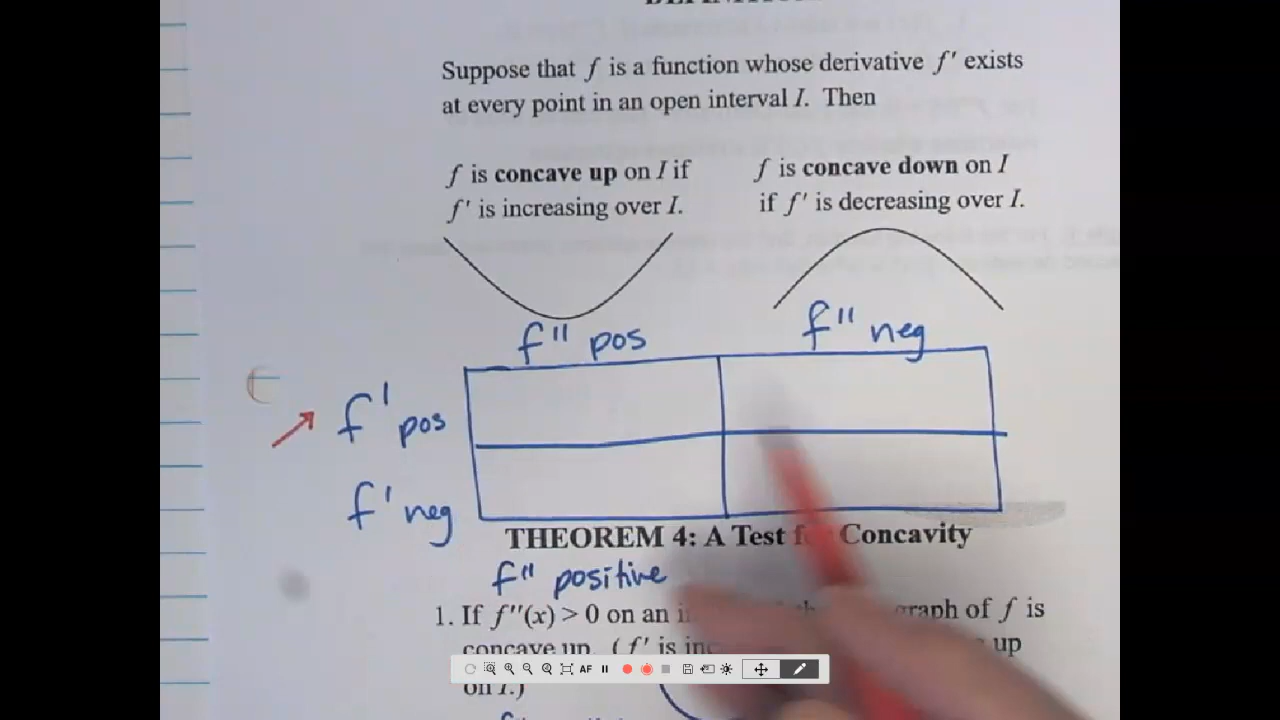 Suppose that f is a function whose derivative f′ exists
at every point in an open interval I. Then
f is concave up on I if
f′ is increasing over I.
f is concave down on I
if f′ is decreasing over I.
f″ pos
f″ neg
f′ pos
f′ neg
THEOREM 4: A Test for Concavity
f″ positive
1. If f″(x) > 0 on an graph of f is
concave up. (f′ is up
on I.)
AF